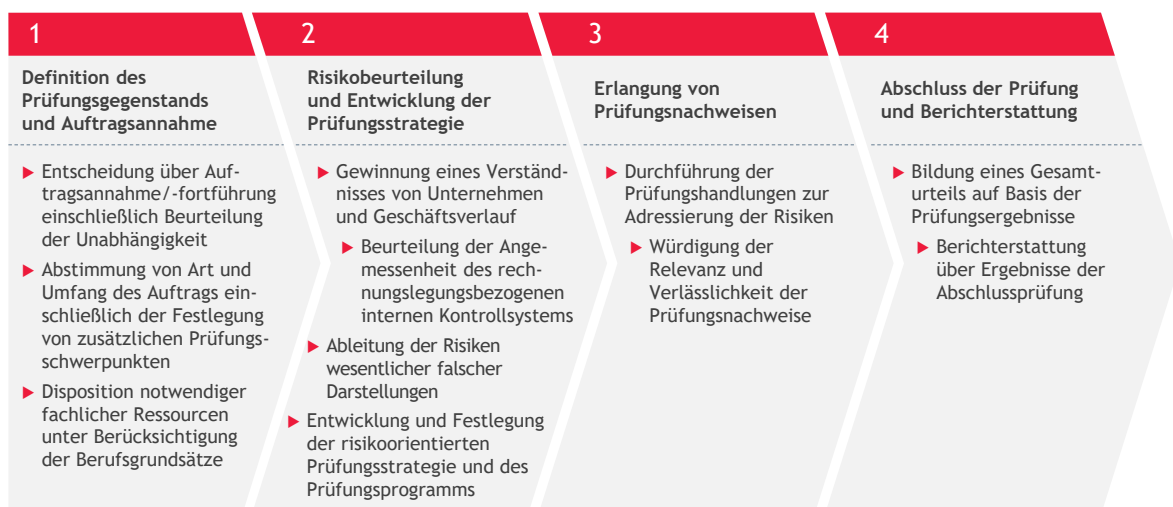 1
Definition des
Prüfungsgegenstands
und Auftragsannahme
▶ Entscheidung über Auf-
tragsannahme/-fortführung
einschließlich Beurteilung
der Unabhängigkeit
▶ Abstimmung von Art und
Umfang des Auftrags ein-
schließlich der Festlegung
von zusätzlichen Prüfungs-
schwerpunkten
▶ Disposition notwendiger
fachlicher Ressourcen
unter Berücksichtigung
der Berufsgrundsätze
2
Risikobeurteilung
und Entwicklung der
Prüfungsstrategie
▶ Gewinnung eines Verständ-
nisses von Unternehmen
und Geschäftsverlauf
▶ Beurteilung der Ange-
messenheit des rech-
nungslegungsbezogenen
internen Kontrollsystems
▶ Ableitung der Risiken
wesentlicher falscher
Darstellungen
▶ Entwicklung und Festlegung
der risikoorientierten
Prüfungsstrategie und des
Prüfungsprogramms
3
Erlangung von
Prüfungsnachweisen
▶ Durchführung der
Prüfungshandlungen zur
Adressierung der Risiken
▶ Würdigung der
Relevanz und
Verlässlichkeit der
Prüfungsnachweise
4
Abschluss der Prüfung
und Berichterstattung
▶ Bildung eines Gesamt-
urteils auf Basis der
Prüfungsergebnisse
▶ Berichterstattung
über Ergebnisse der
Abschlussprüfung